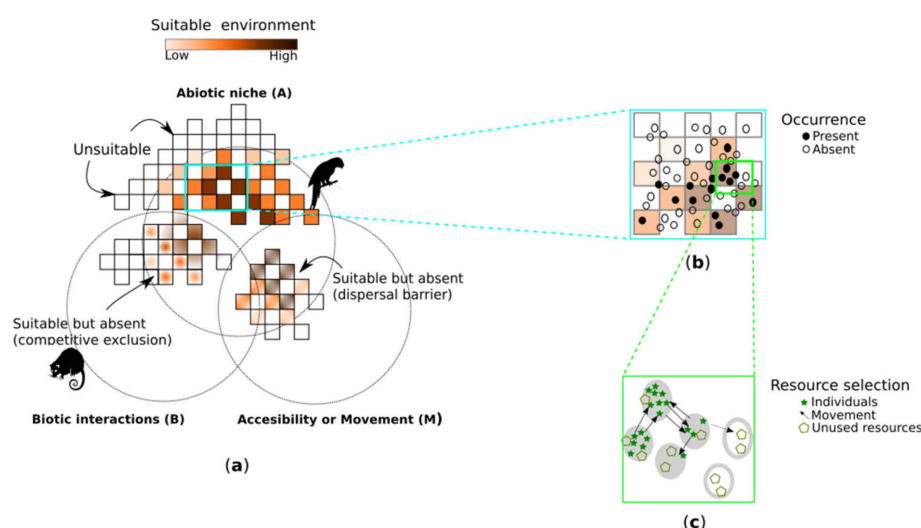 Suitable environment
Low
High
Abiotic niche (A)
Unsuitable
Suitable but absent
(dispersal barrier)
Suitable but absent
(competitive exclusion)
Biotic interactions (B)
Accesibility or Movement (M)
(a)
Occurrence
Present
Absent
(b)
Resource selection
Individuals
Movement
Unused resources
(c)